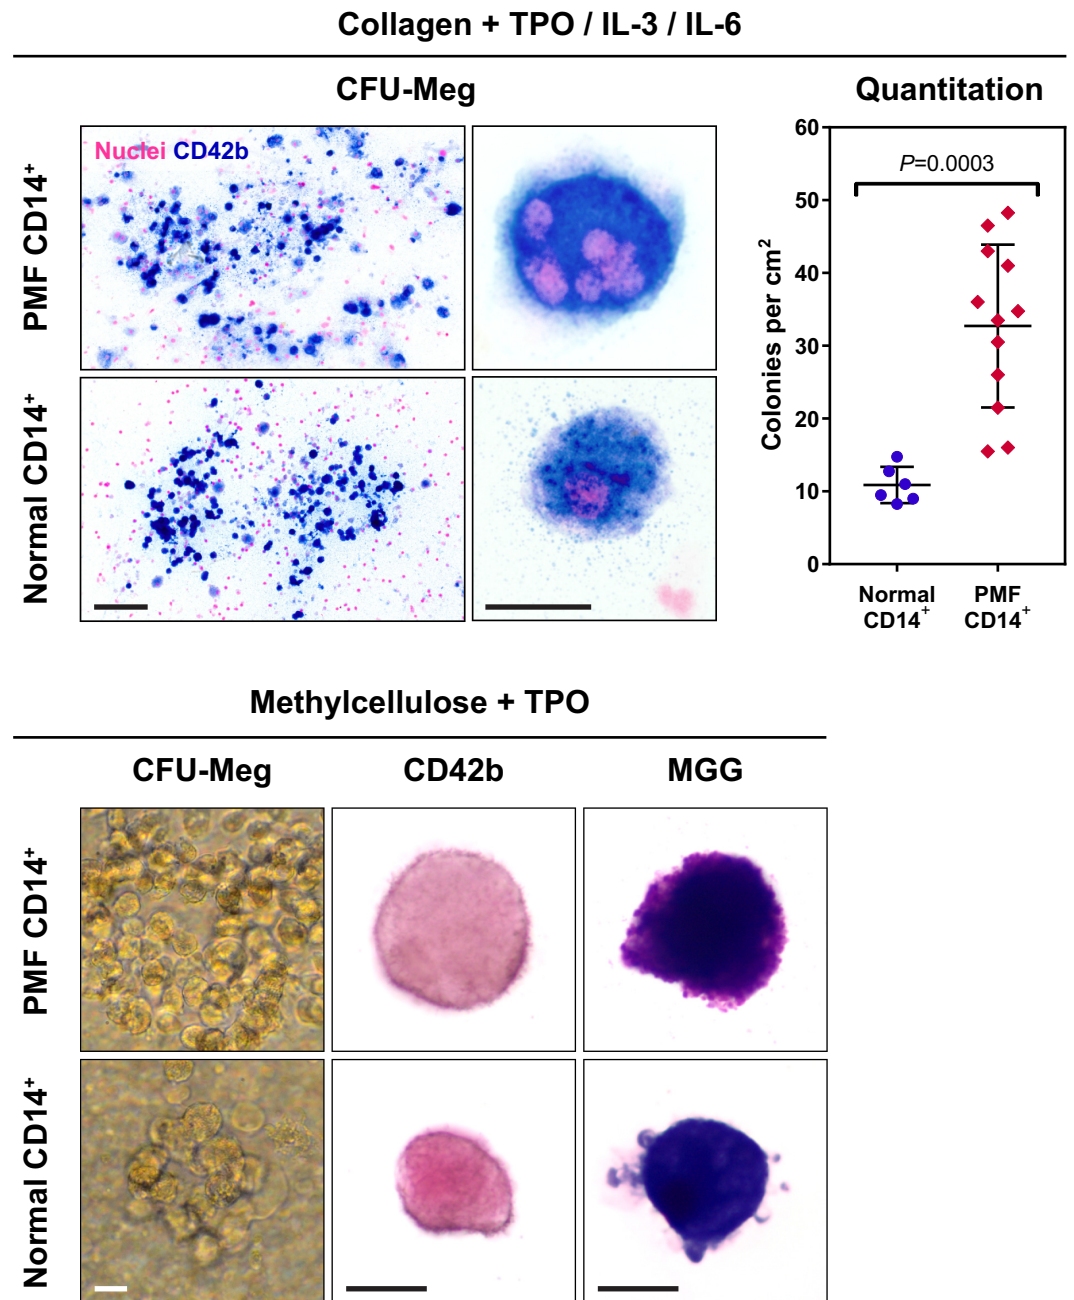 Collagen + TPO / IL-3 / IL-6
CFU-Meg
Quantitation
PMF CD14⁺
Nuclei CD42b
Normal CD14⁺
Colonies per cm²
60
50
40
30
20
10
0
P=0.0003
Normal CD14⁺
PMF CD14⁺
Methylcellulose + TPO
CFU-Meg
CD42b
MGG
PMF CD14⁺
Normal CD14⁺